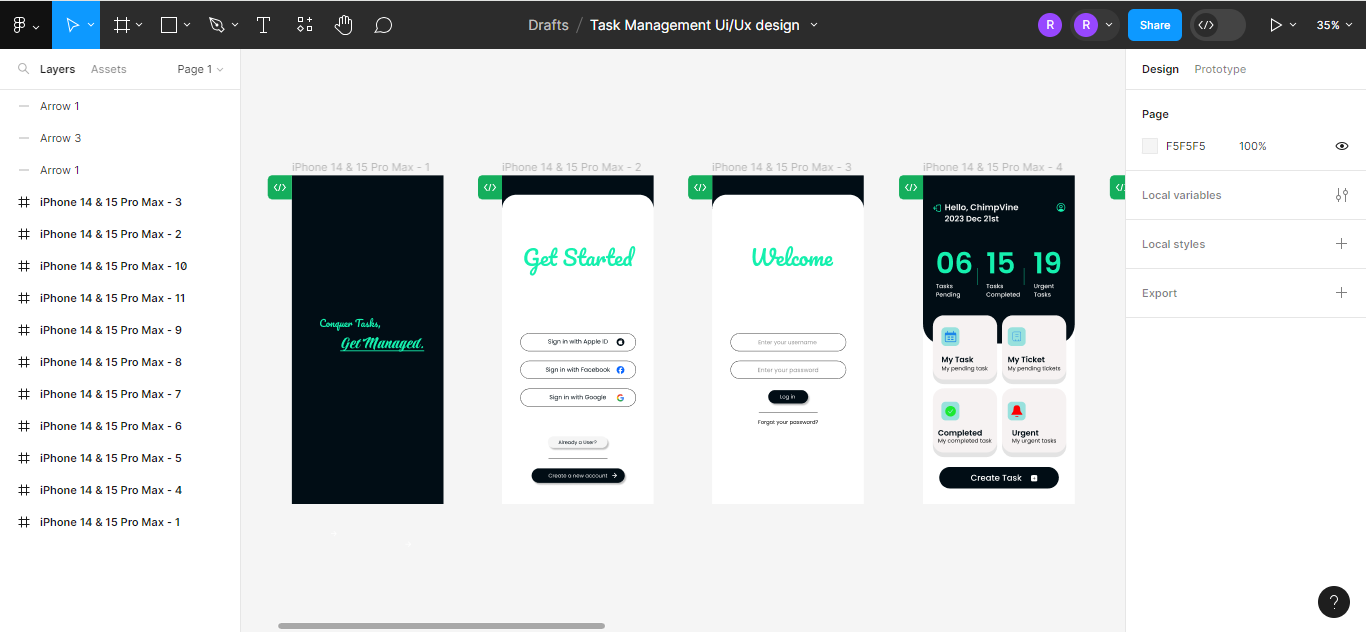 Drafts / Task Management Ui/Ux design
R
R
Share
35%
Layers
Assets
Page 1
Arrow 1
Arrow 3
Arrow 1
iPhone 14 & 15 Pro Max - 3
iPhone 14 & 15 Pro Max - 2
iPhone 14 & 15 Pro Max - 10
iPhone 14 & 15 Pro Max - 11
iPhone 14 & 15 Pro Max - 9
iPhone 14 & 15 Pro Max - 8
iPhone 14 & 15 Pro Max - 7
iPhone 14 & 15 Pro Max - 6
iPhone 14 & 15 Pro Max - 5
iPhone 14 & 15 Pro Max - 4
iPhone 14 & 15 Pro Max - 1
iPhone 14 & 15 Pro Max - 1
Conquer Tasks,
Get Managed.
iPhone 14 & 15 Pro Max - 2
Get Started
Sign in with Apple ID
Sign in with Facebook
Sign in with Google
Already a User?
Create a new account
iPhone 14 & 15 Pro Max - 3
Welcome
Enter your username
Enter your password
Log in
Forgot your password?
iPhone 14 & 15 Pro Max - 4
Hello, ChimpVine
2023 Dec 21st
06 15 19
Tasks Tasks Urgent
Pending Completed Tasks
My Task
My pending task
My Ticket
My pending tickets
Completed
My completed task
Urgent
My urgent tasks
Create Task
Design
Prototype
Page
F5F5F5 100%
Local variables
Local styles
Export
?